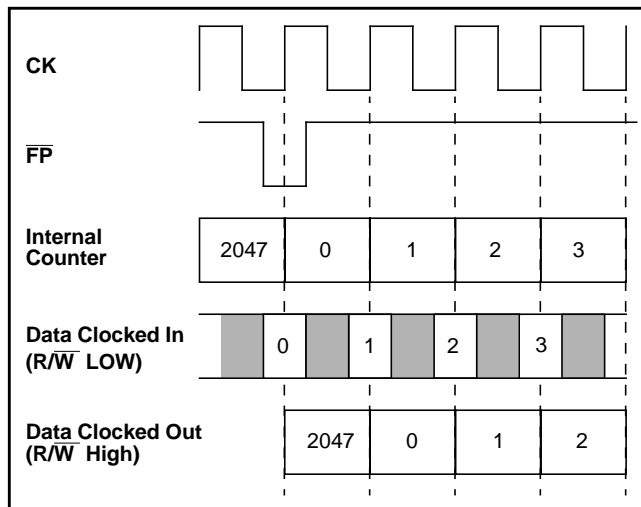 CK
F̅P̅
Internal
Counter
2047 0 1 2 3
Data Clocked In
(R/W̅ LOW)
0 1 2 3
Data Clocked Out
(R/W̅ High)
2047 0 1 2